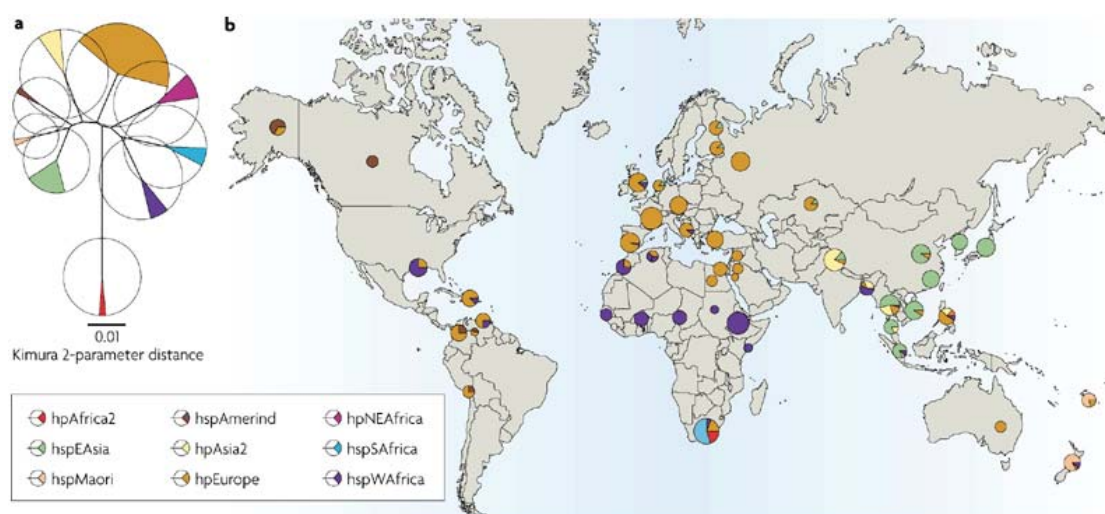 a
b
0.01
Kimura 2-parameter distance
hpAfrica2
hspAmerind
hpNEAfrica
hspEAsia
hpAsia2
hspSAfrica
hspMaori
hpEurope
hspWAfrica